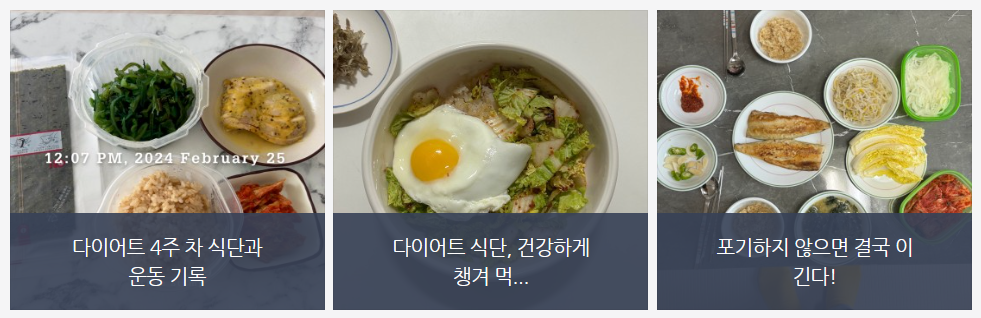 12:07 PM, 2024 February 25
다이어트 4주 차 식단과
운동 기록
다이어트 식단, 건강하게
챙겨 먹...
포기하지 않으면 결국 이
긴다!